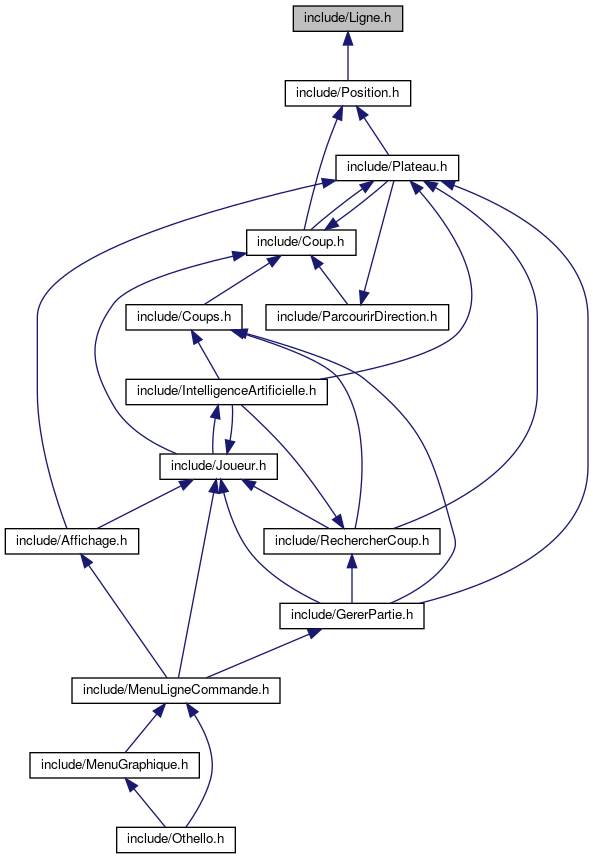 include/Ligne.h
include/Position.h
include/Plateau.h
include/Coup.h
include/Coups.h
include/ParcourirDirection.h
include/IntelligenceArtificielle.h
include/Joueur.h
include/Affichage.h
include/RechercherCoup.h
include/GererPartie.h
include/MenuLigneCommande.h
include/MenuGraphique.h
include/Othello.h